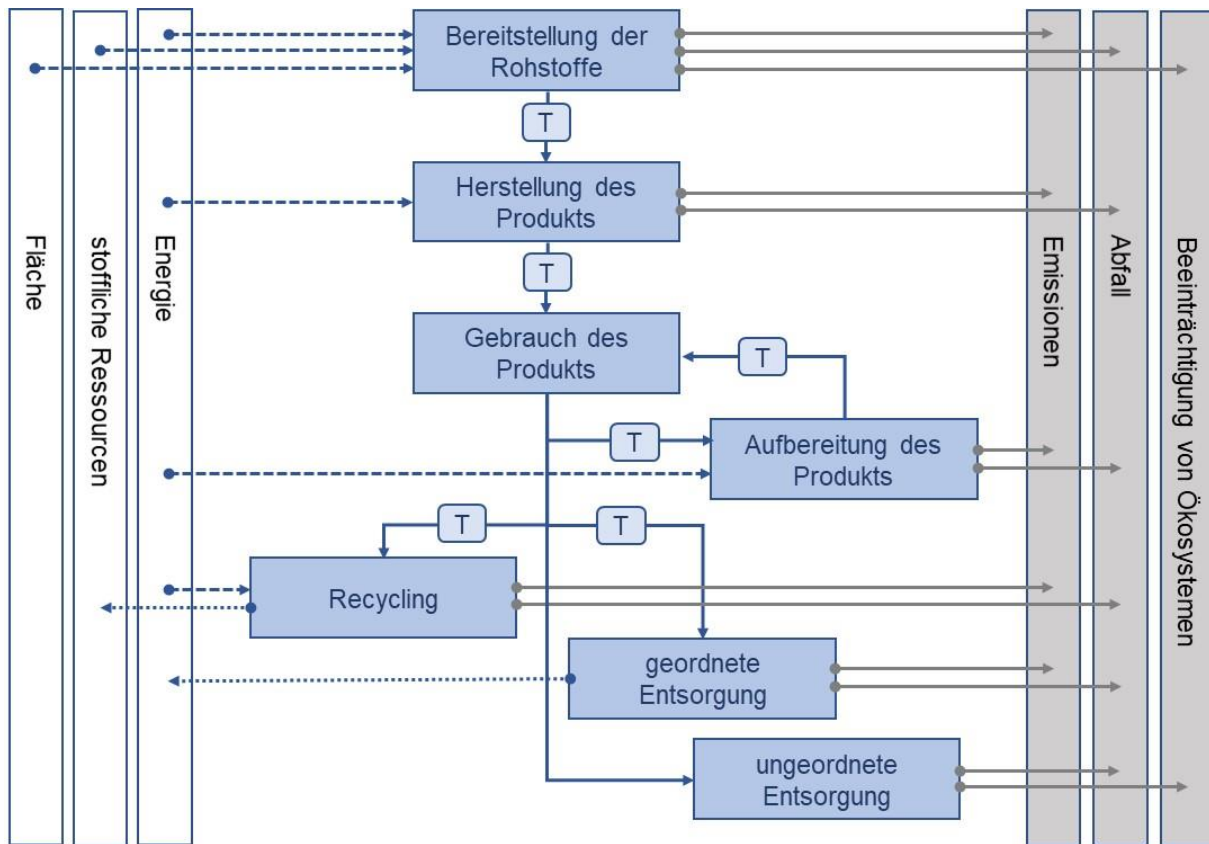 Fläche
stoffliche Ressourcen
Energie
Bereitstellung der
Rohstoffe
T
Herstellung des
Produkts
T
Gebrauch des
Produkts
T
T
Aufbereitung des
Produkts
T
T
Recycling
geordnete
Entsorgung
ungeordnete
Entsorgung
Emissionen
Abfall
Beeinträchtigung von Ökosystemen